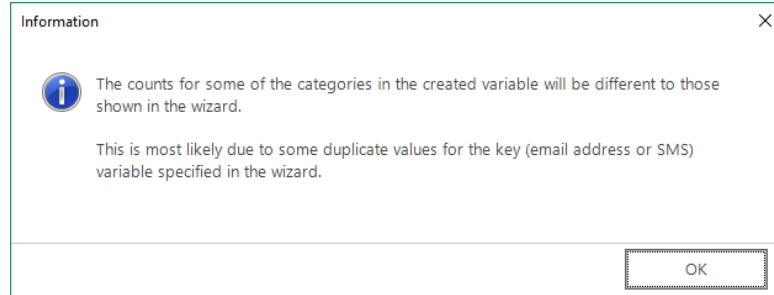 Information
The counts for some of the categories in the created variable will be different to those
shown in the wizard.
This is most likely due to some duplicate values for the key (email address or SMS)
variable specified in the wizard.
OK